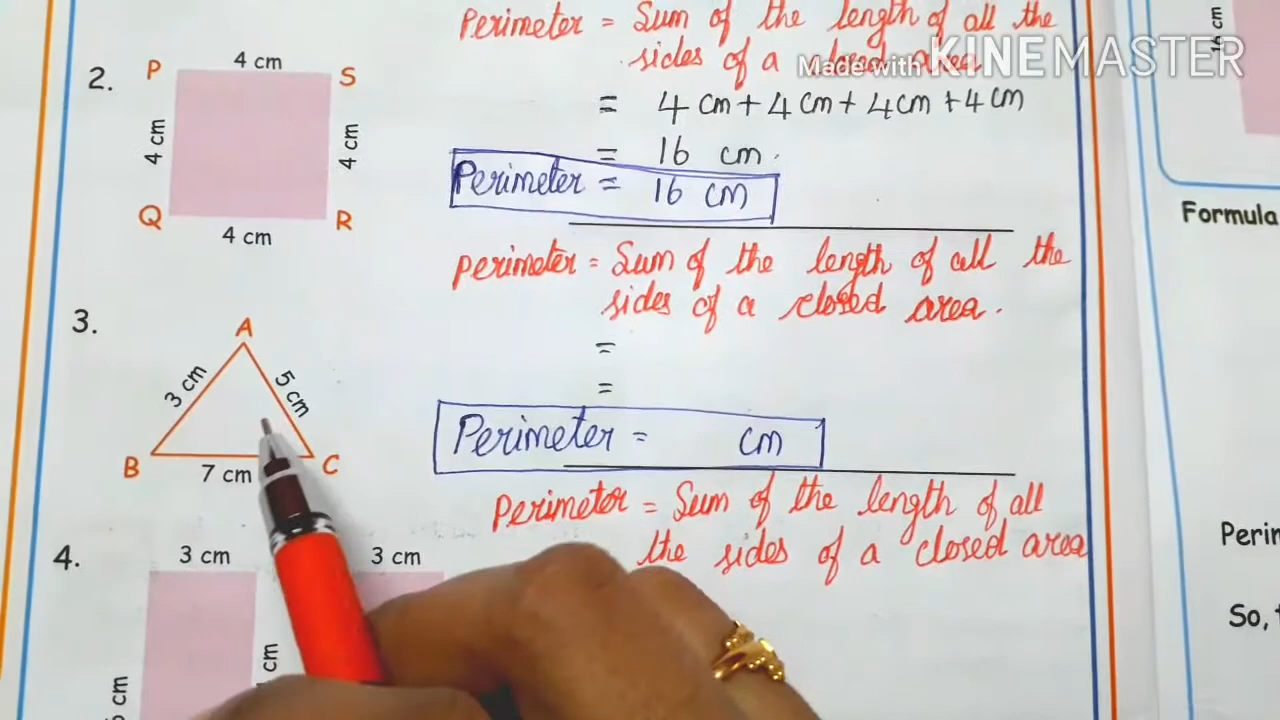 Perimeter = Sum of the length of all the
sides of a closed area
Made with KINEMASTER
16 cm
2.
P
4 cm
S
4 cm
4 cm
Q
4 cm
R
= 4 cm + 4 cm + 4 cm + 4 cm
= 16 cm.
Perimeter = 16 cm
Formula
perimeter = Sum of the length of all the
sides of a closed area.
=
=
Perimeter = cm
3.
A
3 cm
5 cm
B
7 cm
C
Perimeter = Sum of the length of all
the sides of a closed area
4.
3 cm
3 cm
cm
cm
So,